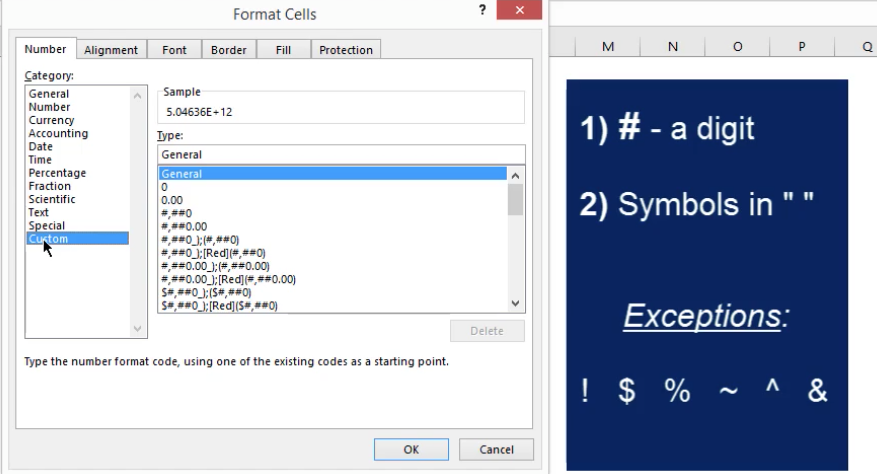 Format Cells
?
Number Alignment Font Border Fill Protection
Category:
General
Number
Currency
Accounting
Date
Time
Percentage
Fraction
Scientific
Text
Special
Custom
Sample
5.04636E+12
Type:
General
General
0
0.00
#,##0
#,##0.00
#,##0_);(#,##0)
#,##0_);[Red](#,##0)
#,##0.00_);(#,##0.00)
#,##0.00_);[Red](#,##0.00)
$#,##0_);($#,##0)
$#,##0_);[Red]($#,##0)
Delete
Type the number format code, using one of the existing codes as a starting point.
OK Cancel
M N O P Q
1) # - a digit
2) Symbols in " "
Exceptions:
! $ % ~ ^ &